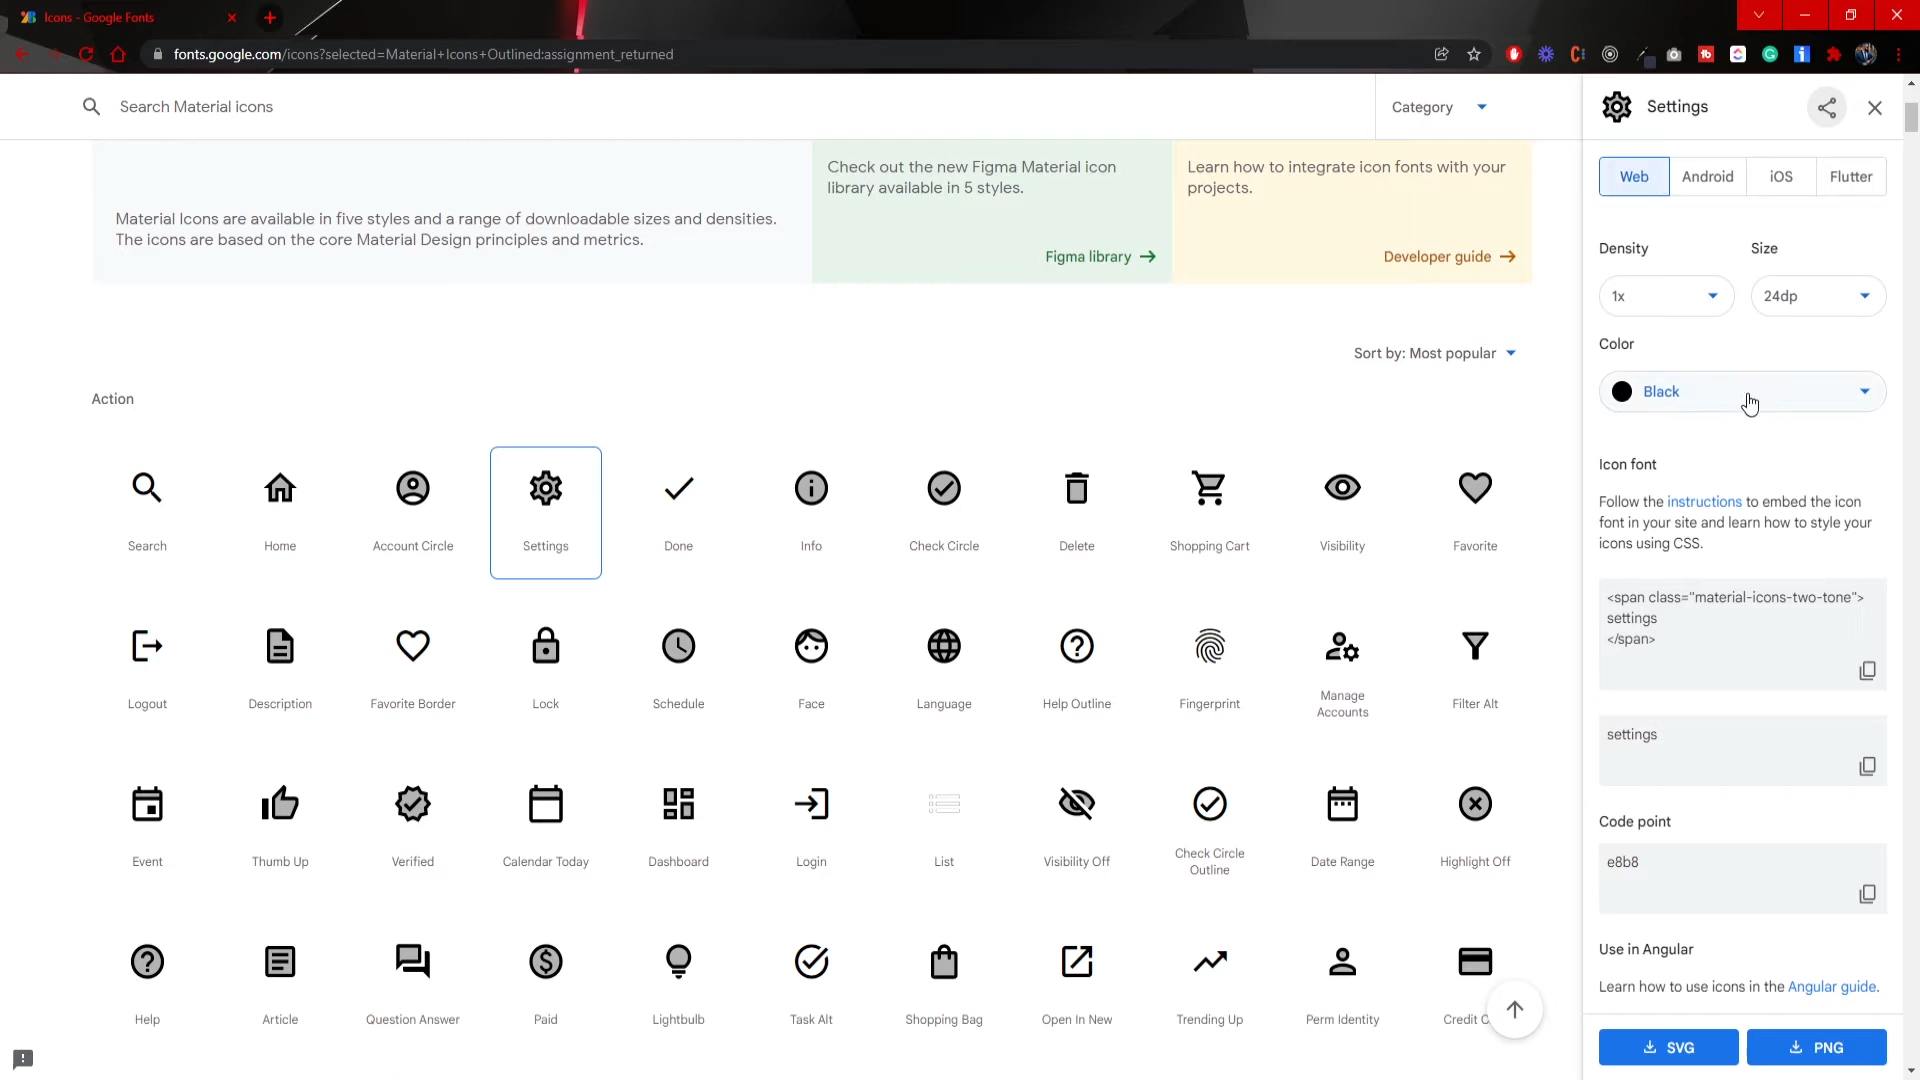 Icons - Google Fonts
fonts.google.com/icons?selected=Material+Icons+Outlined:assignment_returned
Search Material icons
Category
Settings
Material Icons are available in five styles and a range of downloadable sizes and densities.
The icons are based on the core Material Design principles and metrics.
Check out the new Figma Material icon
library available in 5 styles.
Figma library
Learn how to integrate icon fonts with your
projects.
Developer guide
Sort by: Most popular
Action
Search
Home
Account Circle
Settings
Done
Info
Check Circle
Delete
Shopping Cart
Visibility
Favorite
Logout
Description
Favorite Border
Lock
Schedule
Face
Language
Help Outline
Fingerprint
Manage
Accounts
Filter Alt
Event
Thumb Up
Verified
Calendar Today
Dashboard
Login
List
Visibility Off
Check Circle
Outline
Date Range
Highlight Off
Help
Article
Question Answer
Paid
Lightbulb
Task Alt
Shopping Bag
Open In New
Trending Up
Perm Identity
Credit C
Web
Android
iOS
Flutter
Density
Size
1x
24dp
Color
Black
Icon font
Follow the instructions to embed the icon
font in your site and learn how to style your
icons using CSS.
<span class="material-icons-two-tone">
settings
</span>
settings
Code point
e8b8
Use in Angular
Learn how to use icons in the Angular guide.
SVG
PNG